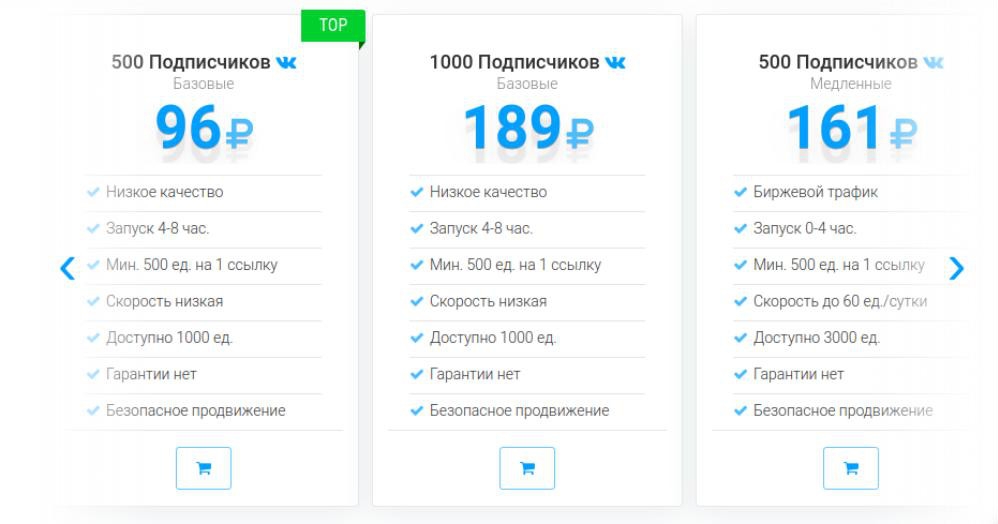 TOP
500 Подписчиков
Базовые
96₽
Низкое качество
Запуск 4-8 час.
Мин. 500 ед. на 1 ссылку
Скорость низкая
Доступно 1000 ед.
Гарантии нет
Безопасное продвижение
1000 Подписчиков
Базовые
189₽
Низкое качество
Запуск 4-8 час.
Мин. 500 ед. на 1 ссылку
Скорость низкая
Доступно 1000 ед.
Гарантии нет
Безопасное продвижение
500 Подписчиков
Медленные
161₽
Биржевой трафик
Запуск 0-4 час.
Мин. 500 ед. на 1 ссылку
Скорость до 60 ед./сутки
Доступно 3000 ед.
Гарантии нет
Безопасное продвижение